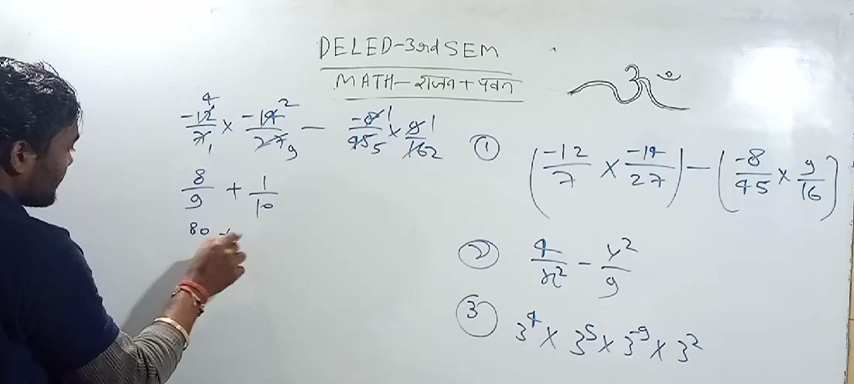 DELED-3rd SEM
MATH - राजन + पवन
-12/7 × -14/27 - -8/45 × 9/16
8/9 + 1/10
80 +
① (-12/7 × -14/27) - (-8/45 × 9/16)
② 4/x² - y²/9
③ 3⁴ × 3⁵ × 3⁻⁹ × 3²